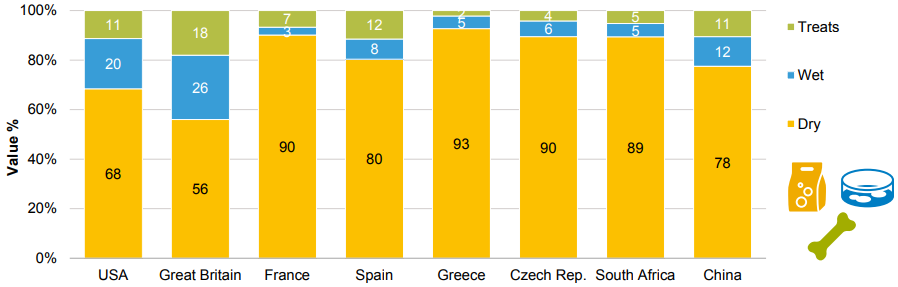 100%
80%
60%
40%
20%
0%
Value %
11
20
68
18
26
56
7
3
90
12
8
80
2
5
93
4
6
90
5
5
89
11
12
78
USA
Great Britain
France
Spain
Greece
Czech Rep.
South Africa
China
Treats
Wet
Dry